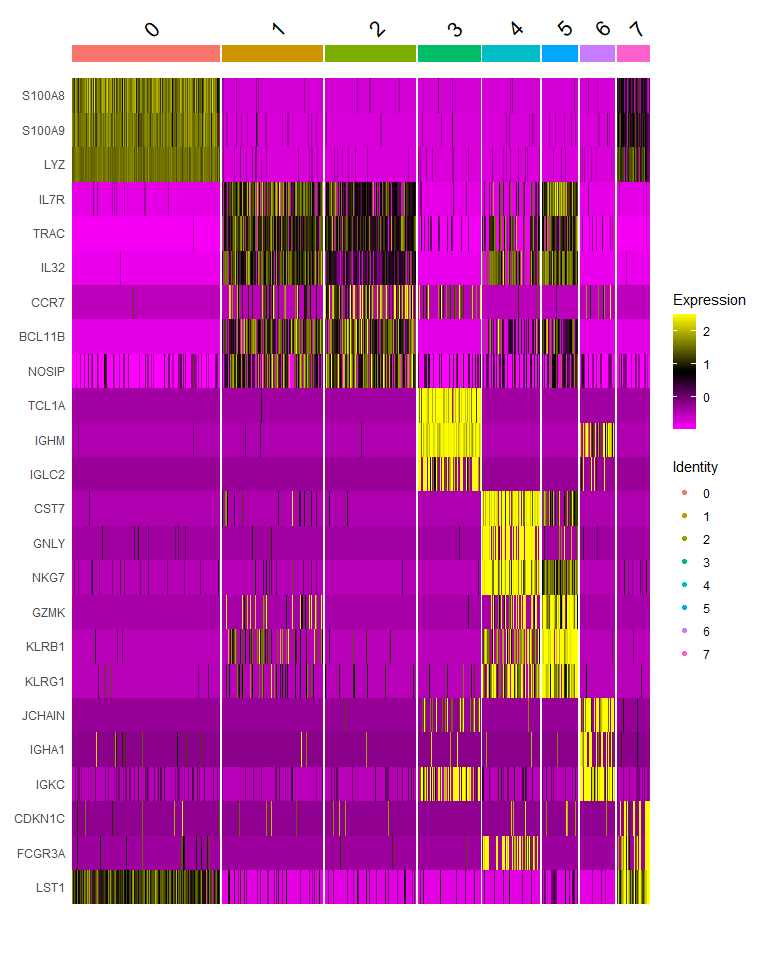 0 1 2 3 4 5 6 7
S100A8
S100A9
LYZ
IL7R
TRAC
IL32
CCR7
BCL11B
NOSIP
TCL1A
IGHM
IGLC2
CST7
GNLY
NKG7
GZMK
KLRB1
KLRG1
JCHAIN
IGHA1
IGKC
CDKN1C
FCGR3A
LST1
Expression
2
1
0
Identity
0
1
2
3
4
5
6
7